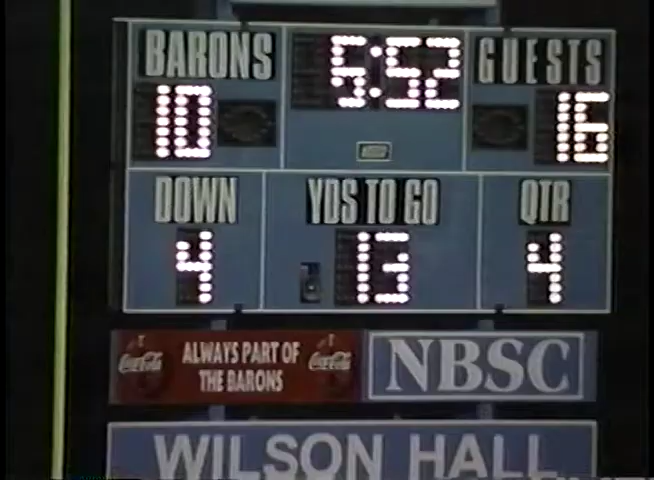 BARONS 5:52 GUESTS
10 16
DOWN YDS TO GO QTR
4 13 4
Coca-Cola ALWAYS PART OF THE BARONS Coca-Cola
NBSC
WILSON HALL